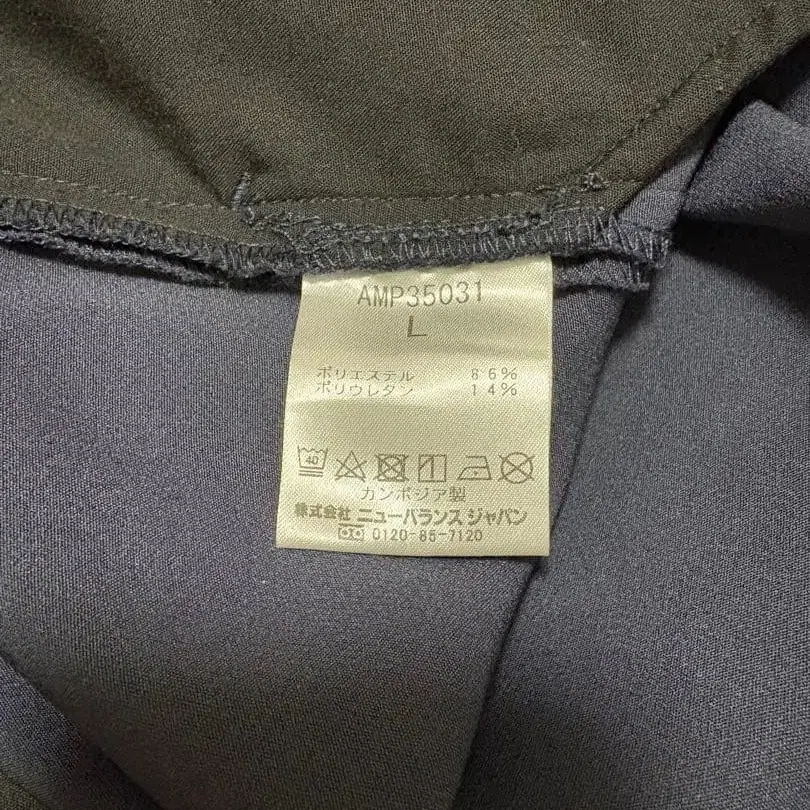 AMP35031
L
ポリエステル 86%
ポリウレタン 14%
40
カンボジア製
株式会社 ニューバランス ジャパン
0120-85-7120